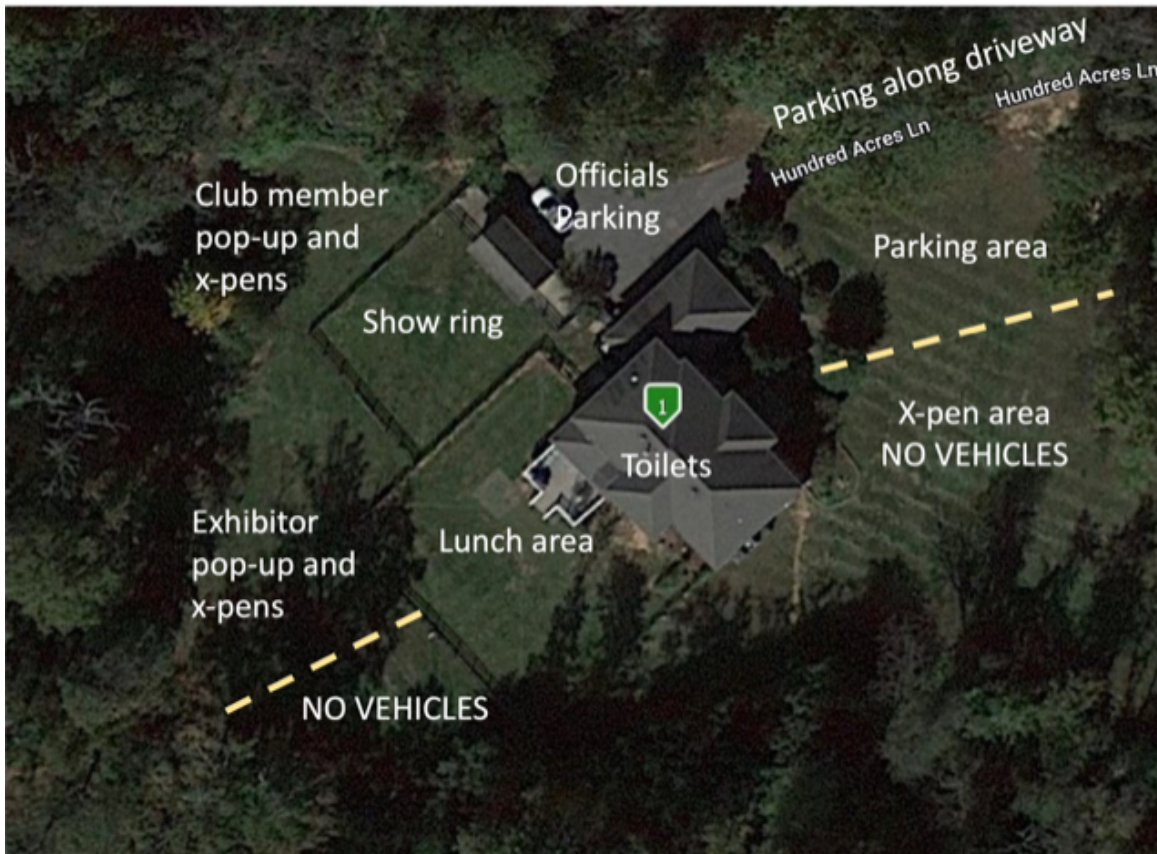 Parking along driveway
Hundred Acres Ln
Hundred Acres Ln
Officials
Parking
Club member
pop-up and
x-pens
Parking area
Show ring
1
X-pen area
NO VEHICLES
Toilets
Exhibitor
pop-up and
x-pens
Lunch area
NO VEHICLES